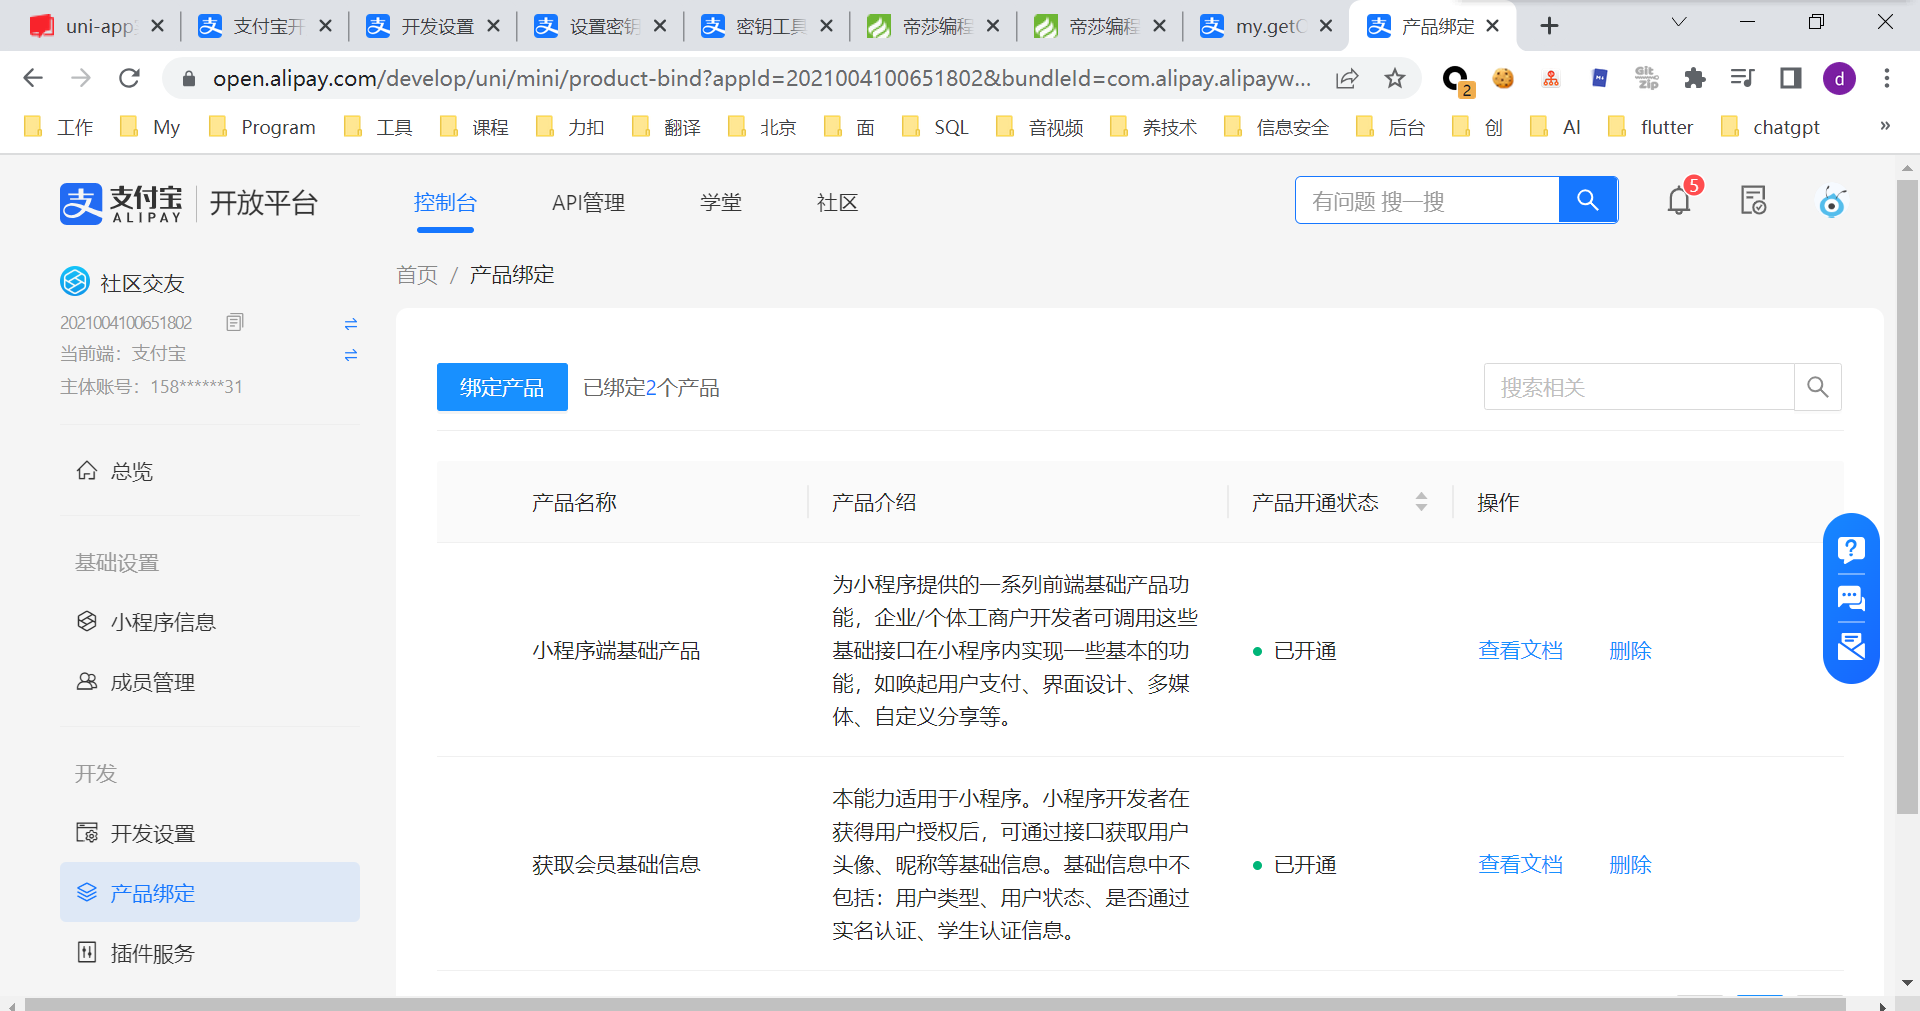 uni-app
支付宝开
开发设置
设置密钥
密钥工具
帝莎编程
帝莎编程
my.getO
产品绑定
open.alipay.com/develop/uni/mini/product-bind?appId=2021004100651802&bundleId=com.alipay.alipayw...
2
Git zip
d
工作
My
Program
工具
课程
力扣
翻译
北京
面
SQL
音视频
养技术
信息安全
后台
创
AI
flutter
chatgpt
»
支付宝
ALIPAY
开放平台
控制台
API管理
学堂
社区
有问题 搜一搜
5
社区交友
2021004100651802
当前端：支付宝
主体账号：158******31
总览
基础设置
小程序信息
成员管理
开发
开发设置
产品绑定
插件服务
首页 / 产品绑定
绑定产品
已绑定2个产品
搜索相关
产品名称
产品介绍
产品开通状态
操作
小程序端基础产品
为小程序提供的一系列前端基础产品功
能，企业/个体工商户开发者可调用这些
基础接口在小程序内实现一些基本的功
能，如唤起用户支付、界面设计、多媒
体、自定义分享等。
已开通
查看文档
删除
获取会员基础信息
本能力适用于小程序。小程序开发者在
获得用户授权后，可通过接口获取用户
头像、昵称等基础信息。基础信息中不
包括：用户类型、用户状态、是否通过
实名认证、学生认证信息。
已开通
查看文档
删除